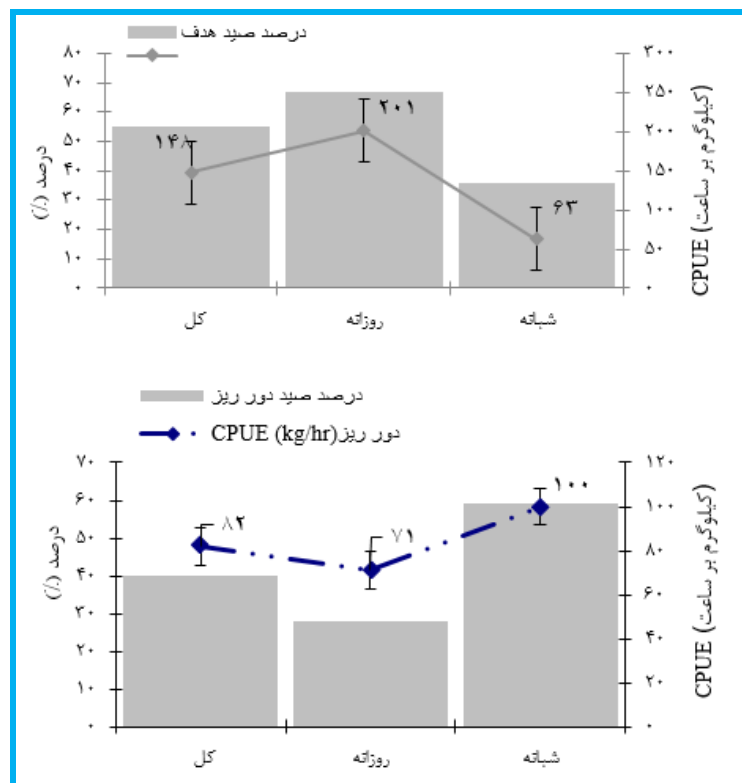 درصد صید هدف
۸۰
۷۰
۶۰
۵۰
۴۰
۳۰
۲۰
۱۰
۰
درصد (٪)
۱۴۸
۲۰۱
۶۳
۳۰۰
۲۵۰
۲۰۰
۱۵۰
۱۰۰
۵۰
۰
CPUE (کیلوگرم بر ساعت)
کل
روزانه
شبانه
درصد صید دور ریز
CPUE (kg/hr)دور ریز
۷۰
۶۰
۵۰
۴۰
۳۰
۲۰
۱۰
۰
درصد (٪)
۸۲
۷۱
۱۰۰
۱۲۰
۱۰۰
۸۰
۶۰
۴۰
۲۰
۰
CPUE (کیلوگرم بر ساعت)
کل
روزانه
شبانه